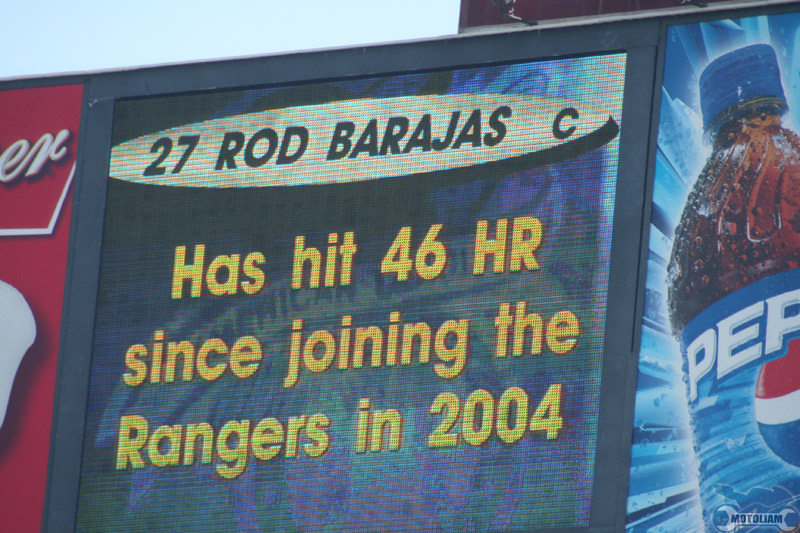 27 ROD BARAJAS C
Has hit 46 HR
since joining the
Rangers in 2004
PEP
MOTOLIAM